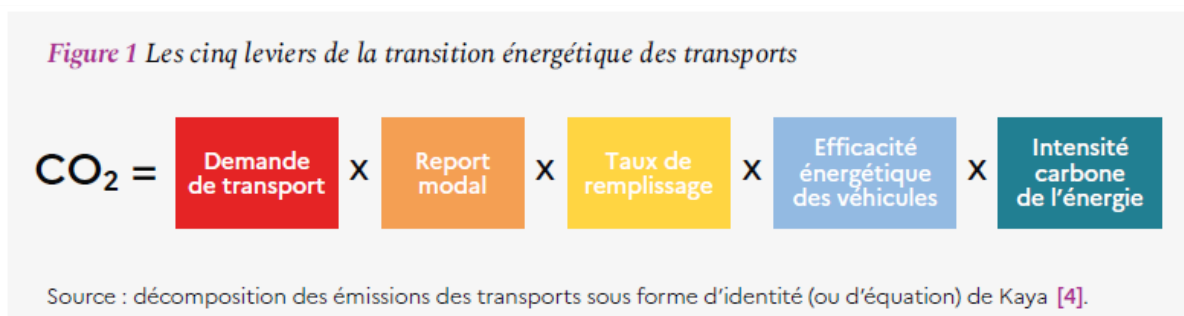 Figure 1 Les cinq leviers de la transition énergétique des transports
CO₂ = Demande de transport x Report modal x Taux de remplissage x Efficacité énergétique des véhicules x Intensité carbone de l'énergie
Source : décomposition des émissions des transports sous forme d'identité (ou d'équation) de Kaya [4].